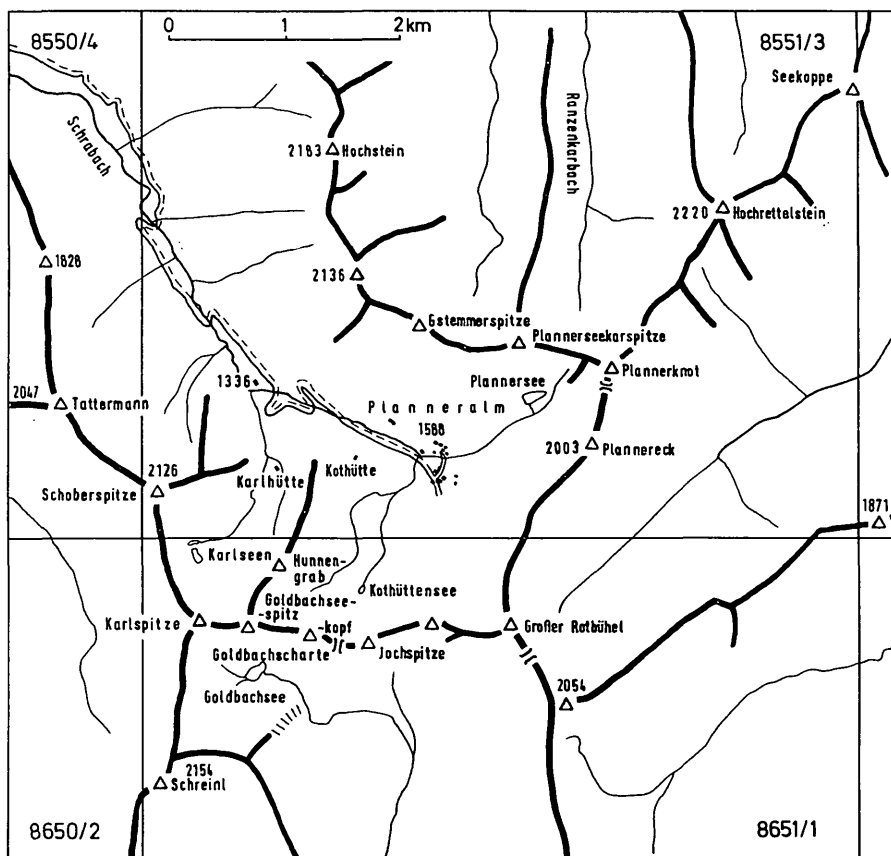 8550/4
0 1 2km
8551/3
Seekoppe
Schrabach
Ranzenkarbach
2183 Hochstein
2220 Hochrettelstein
1828
2136
Gstemmerspitze
Plannerseekarspitze
Plannersee
Plannerknot
1336
2047
Tattermann
Planneralm
1588
2003 Plannereck
2126
Schoberspitze
Karlhütte
Kothütte
1871
Karlseen
Hunnen-
grab
Kothüttensee
Goldbachsee-
-spitz
Karlspitze
-kopf
Großer Rotbühel
Goldbachscharte
Jochspitze
Goldbachsee
2054
2154
Schreinl
8650/2
8651/1